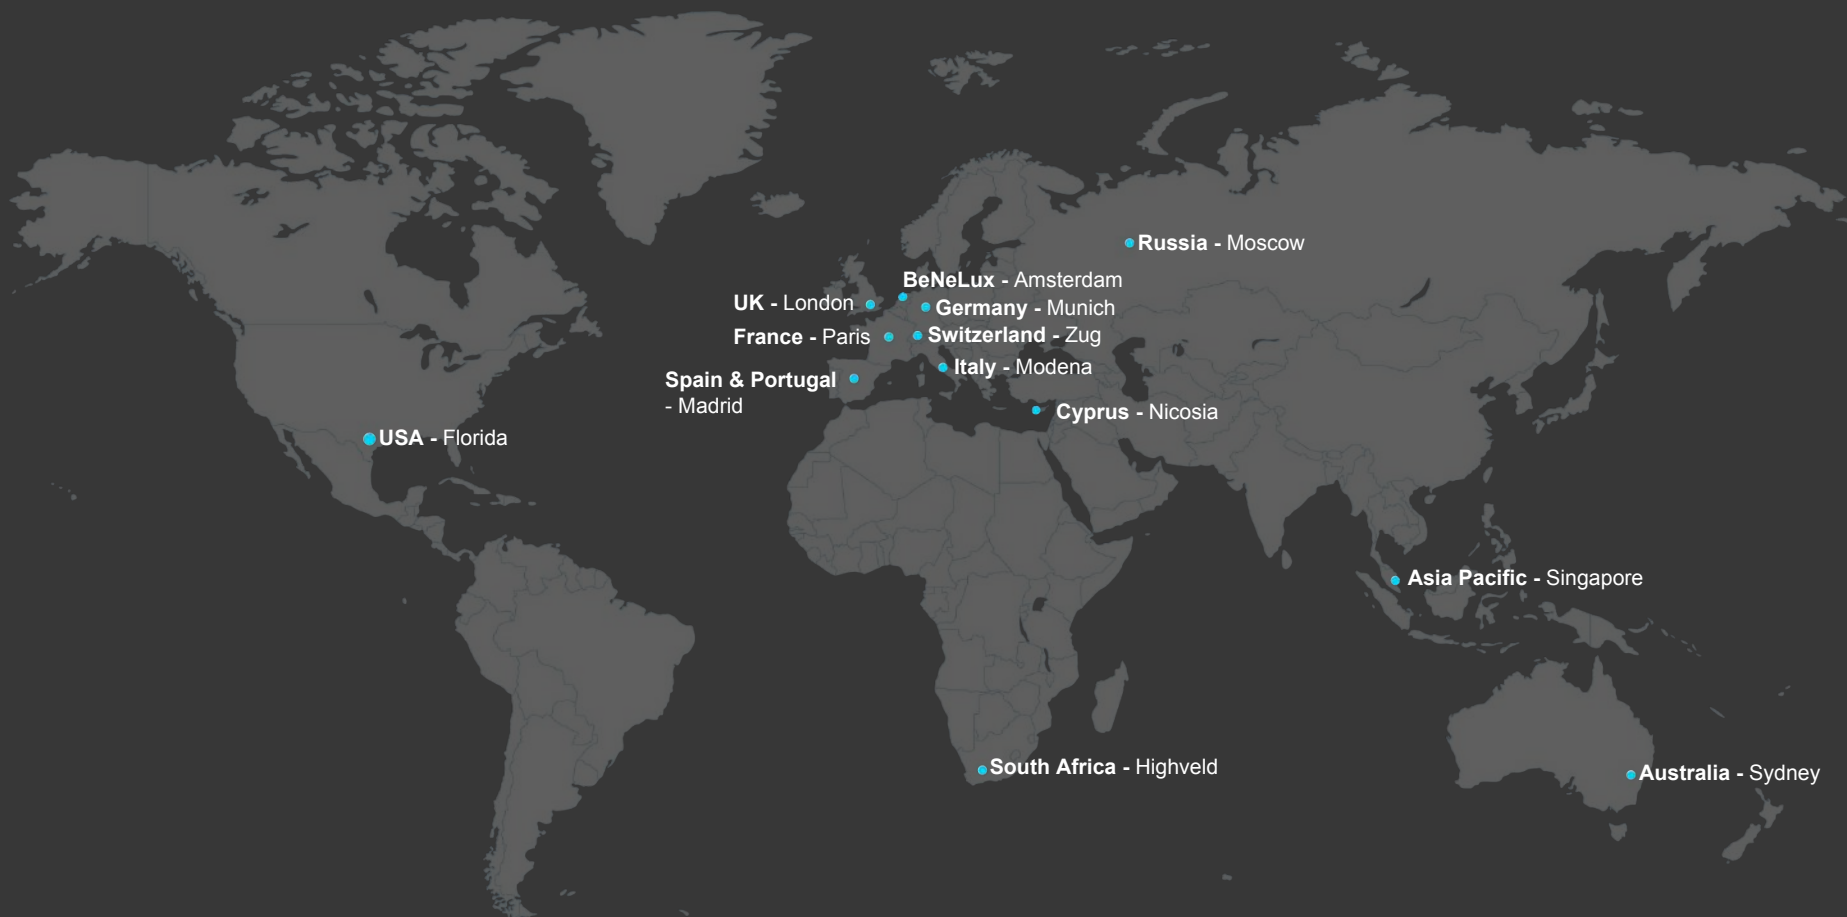 Russia - Moscow
BeNeLux - Amsterdam
UK - London
Germany - Munich
France - Paris
Switzerland - Zug
Italy - Modena
Spain & Portugal
- Madrid
Cyprus - Nicosia
USA - Florida
Asia Pacific - Singapore
South Africa - Highveld
Australia - Sydney